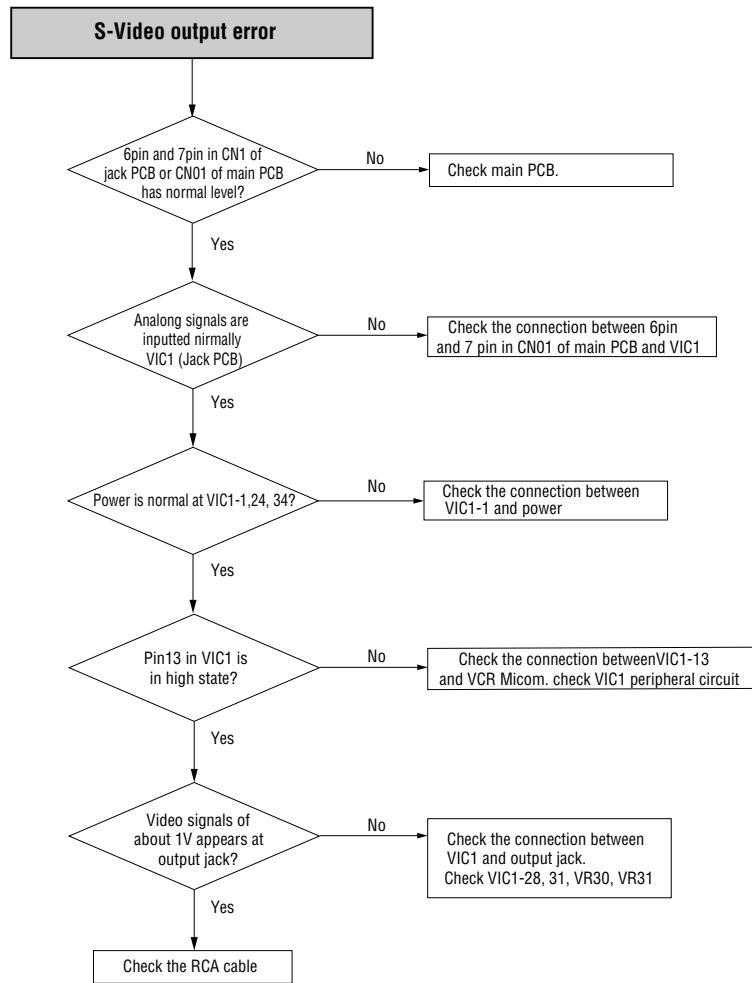 S-Video output error
6pin and 7pin in CN1 of
jack PCB or CN01 of main PCB
has normal level?
No
Check main PCB.
Yes
Analong signals are
inputted nirmally
VIC1 (Jack PCB)
No
Check the connection between 6pin
and 7 pin in CN01 of main PCB and VIC1
Yes
Power is normal at VIC1-1,24, 34?
No
Check the connection between
VIC1-1 and power
Yes
Pin13 in VIC1 is
in high state?
No
Check the connection betweenVIC1-13
and VCR Micom. check VIC1 peripheral circuit
Yes
Video signals of
about 1V appears at
output jack?
No
Check the connection between
VIC1 and output jack.
Check VIC1-28, 31, VR30, VR31
Yes
Check the RCA cable